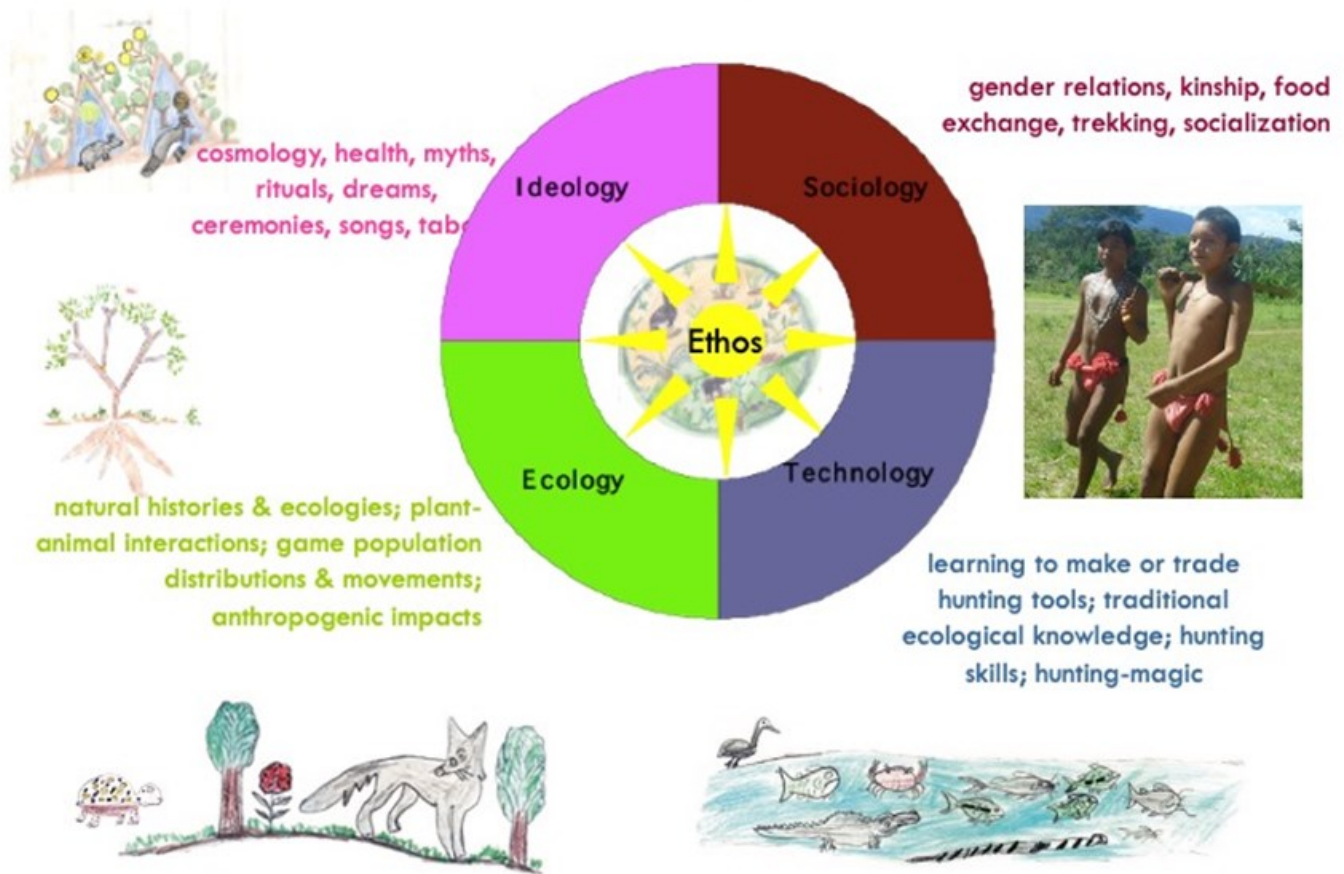 gender relations, kinship, food
exchange, trekking, socialization
cosmology, health, myths,
rituals, dreams,
ceremonies, songs,
Ideology
Sociology
Ethos
Ecology
Technology
natural histories & ecologies; plant-
animal interactions; game population
distributions & movements;
anthropogenic impacts
learning to make or trade
hunting tools; traditional
ecological knowledge; hunting
skills; hunting-magic